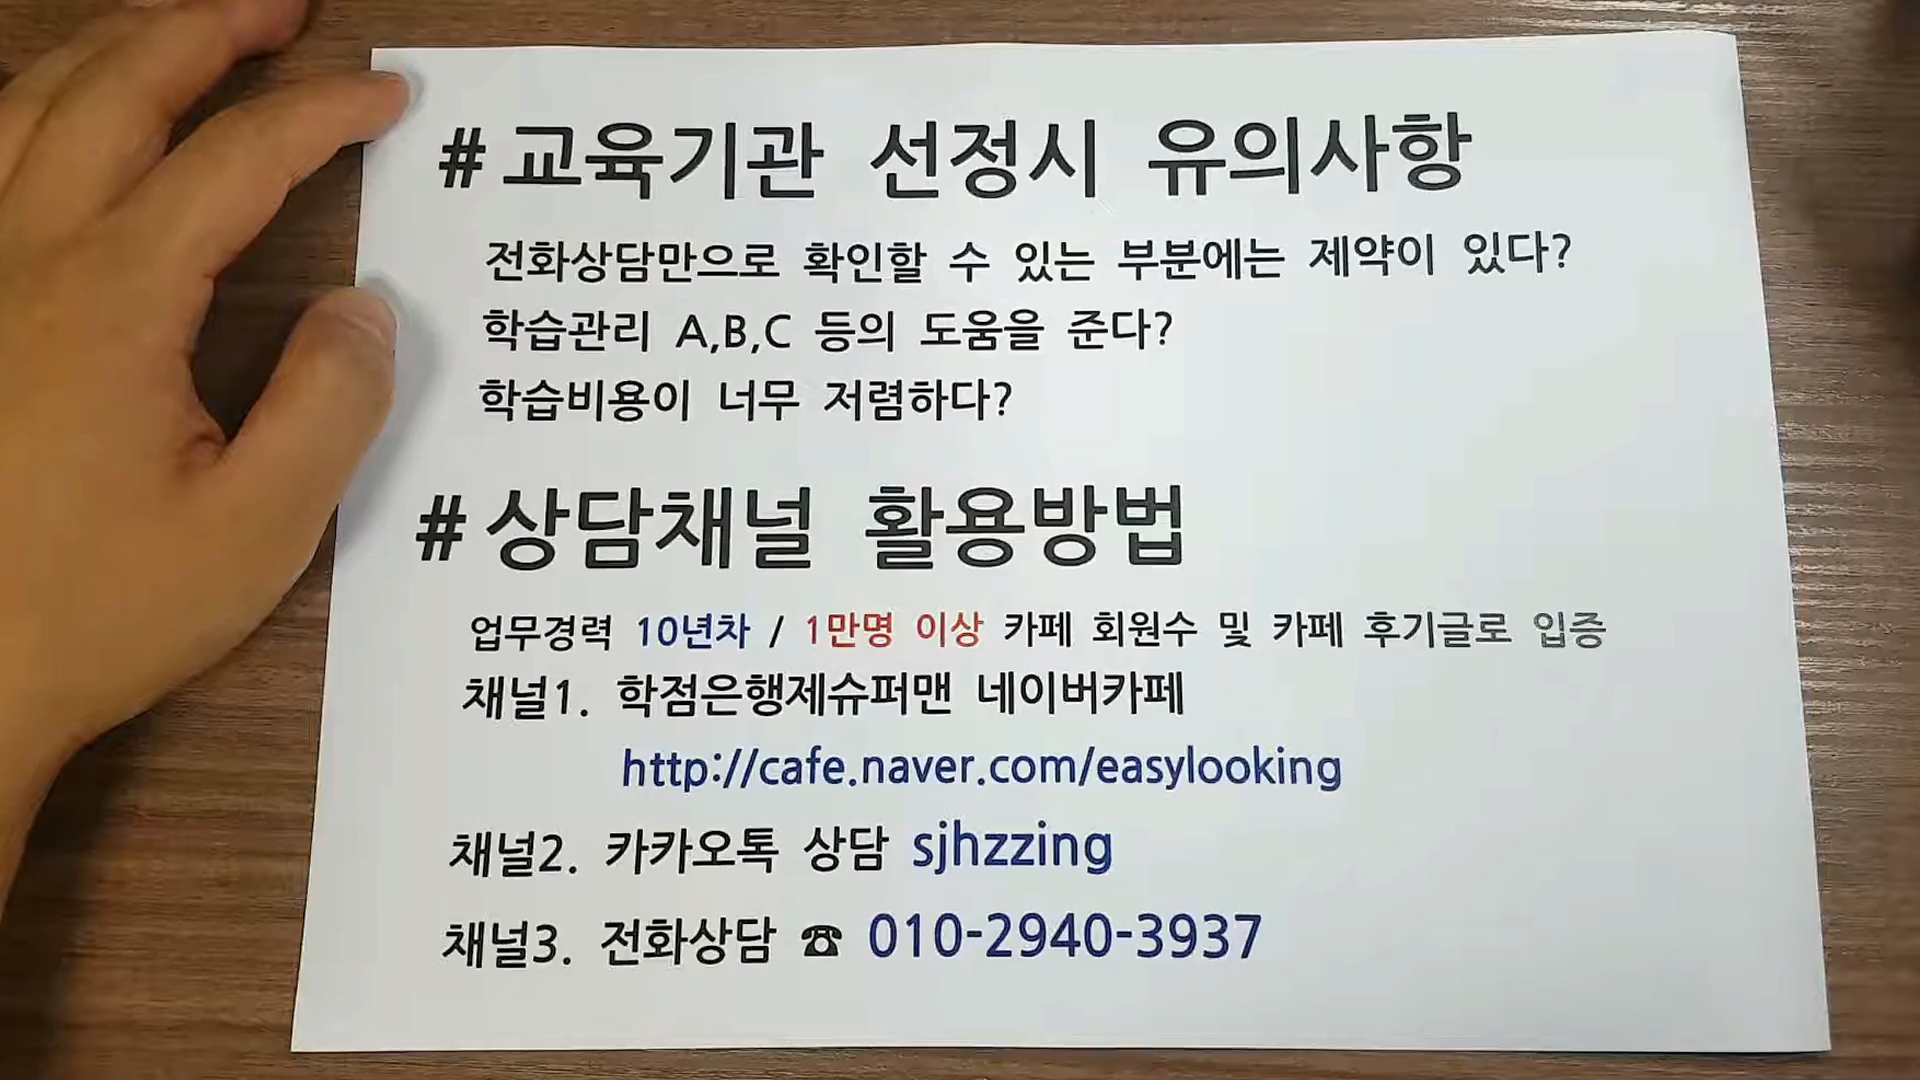 # 교육기관 선정시 유의사항
전화상담만으로 확인할 수 있는 부분에는 제약이 있다?
학습관리 A,B,C 등의 도움을 준다?
학습비용이 너무 저렴하다?
# 상담채널 활용방법
업무경력 10년차 / 1만명 이상 카페 회원수 및 카페 후기글로 입증
채널1. 학점은행제슈퍼맨 네이버카페
http://cafe.naver.com/easylooking
채널2. 카카오톡 상담 sjhzzing
채널3. 전화상담 ☎ 010-2940-3937